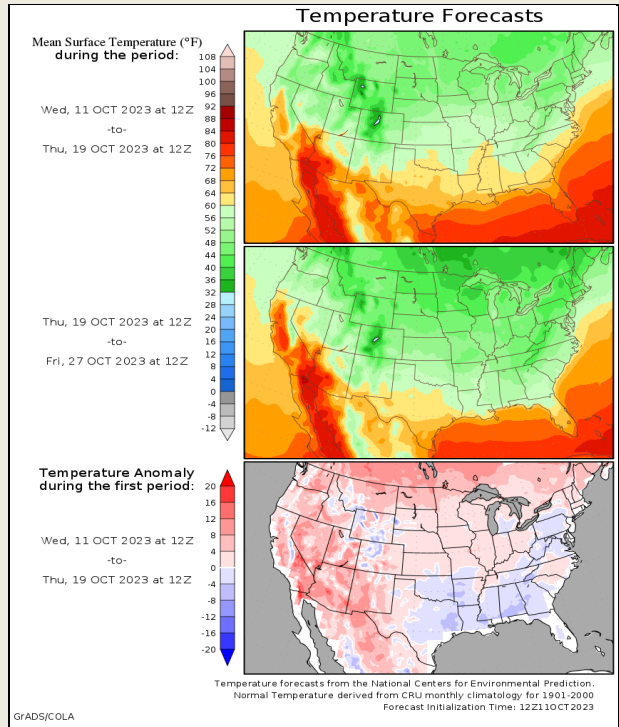 Temperature Forecasts
Mean Surface Temperature (°F)
during the period:
108
104
100
96
92
88
84
80
76
72
68
64
60
56
52
48
44
40
36
32
28
24
20
16
12
8
4
0
-4
-8
-12
Wed, 11 OCT 2023 at 12Z
-to-
Thu, 19 OCT 2023 at 12Z
Thu, 19 OCT 2023 at 12Z
-to-
Fri, 27 OCT 2023 at 12Z
Temperature Anomaly
during the first period:
20
16
12
8
4
0
-4
-8
-12
-16
-20
Wed, 11 OCT 2023 at 12Z
-to-
Thu, 19 OCT 2023 at 12Z
Temperature forecasts from the National Centers for Environmental Prediction.
Normal Temperature derived from CRU monthly climatology for 1901-2000
Forecast Initialization Time: 12Z11OCT2023
GrADS/COLA